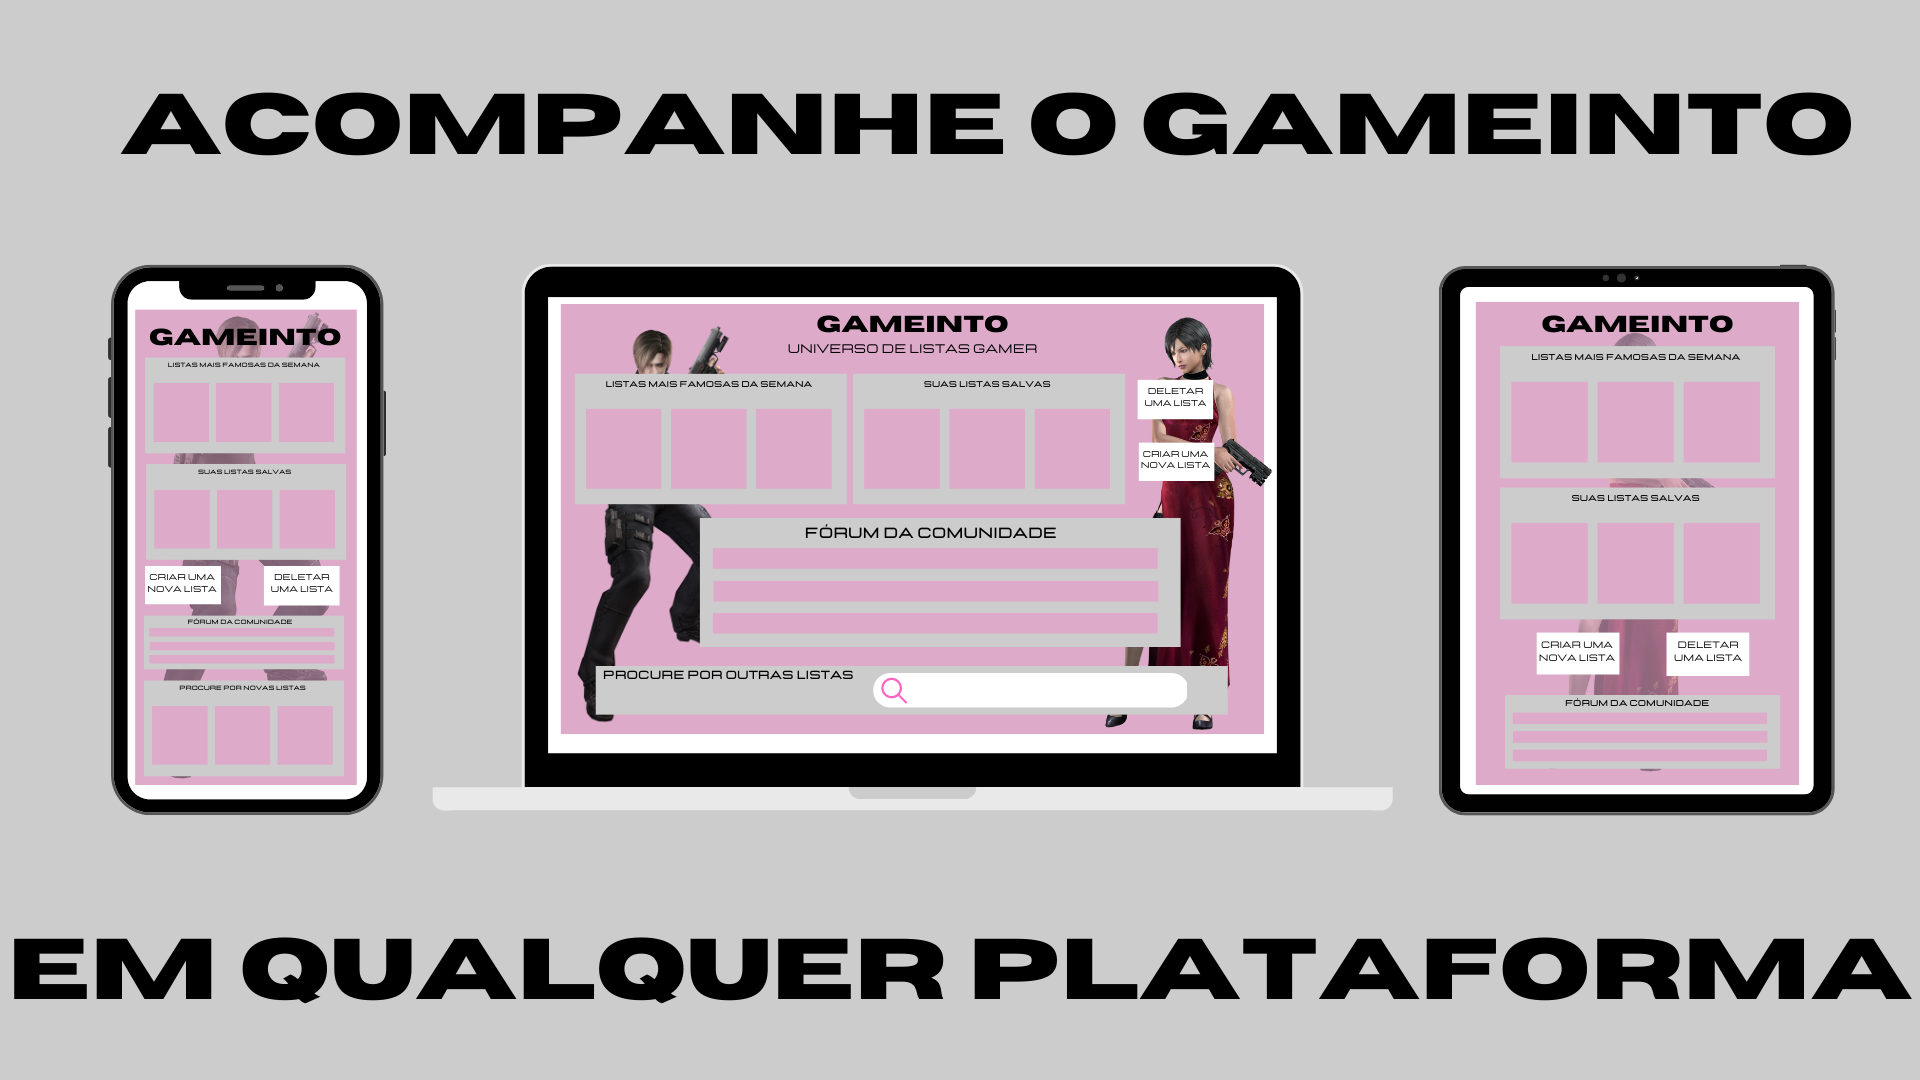 ACOMPANHE O GAMEINTO
GAMEINTO
LISTAS MAIS FAMOSAS DA SEMANA
SUAS LISTAS SALVAS
CRIAR UMA
NOVA LISTA
DELETAR
UMA LISTA
FÓRUM DA COMUNIDADE
PROCURE POR NOVAS LISTAS
GAMEINTO
UNIVERSO DE LISTAS GAMER
LISTAS MAIS FAMOSAS DA SEMANA
SUAS LISTAS SALVAS
DELETAR
UMA LISTA
CRIAR UMA
NOVA LISTA
FÓRUM DA COMUNIDADE
PROCURE POR OUTRAS LISTAS
GAMEINTO
LISTAS MAIS FAMOSAS DA SEMANA
SUAS LISTAS SALVAS
CRIAR UMA
NOVA LISTA
DELETAR
UMA LISTA
FÓRUM DA COMUNIDADE
EM QUALQUER PLATAFORMA